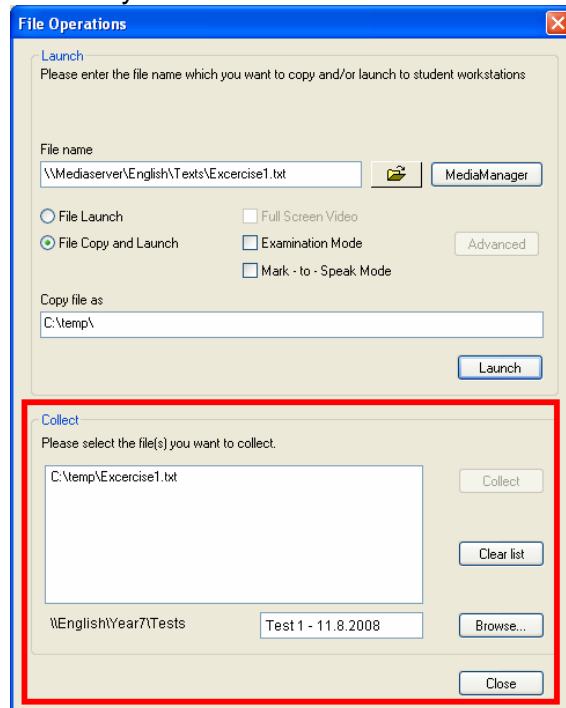 File Operations
Launch
Please enter the file name which you want to copy and/or launch to student workstations
File name
\\Mediaserver\English\Texts\Excercise1.txt
MediaManager
File Launch
Full Screen Video
File Copy and Launch
Examination Mode
Advanced
Mark - to - Speak Mode
Copy file as
C:\temp\
Launch
Collect
Please select the file(s) you want to collect.
C:\temp\Excercise1.txt
Collect
Clear list
\\English\Year7\Tests
Test 1 - 11.8.2008
Browse...
Close